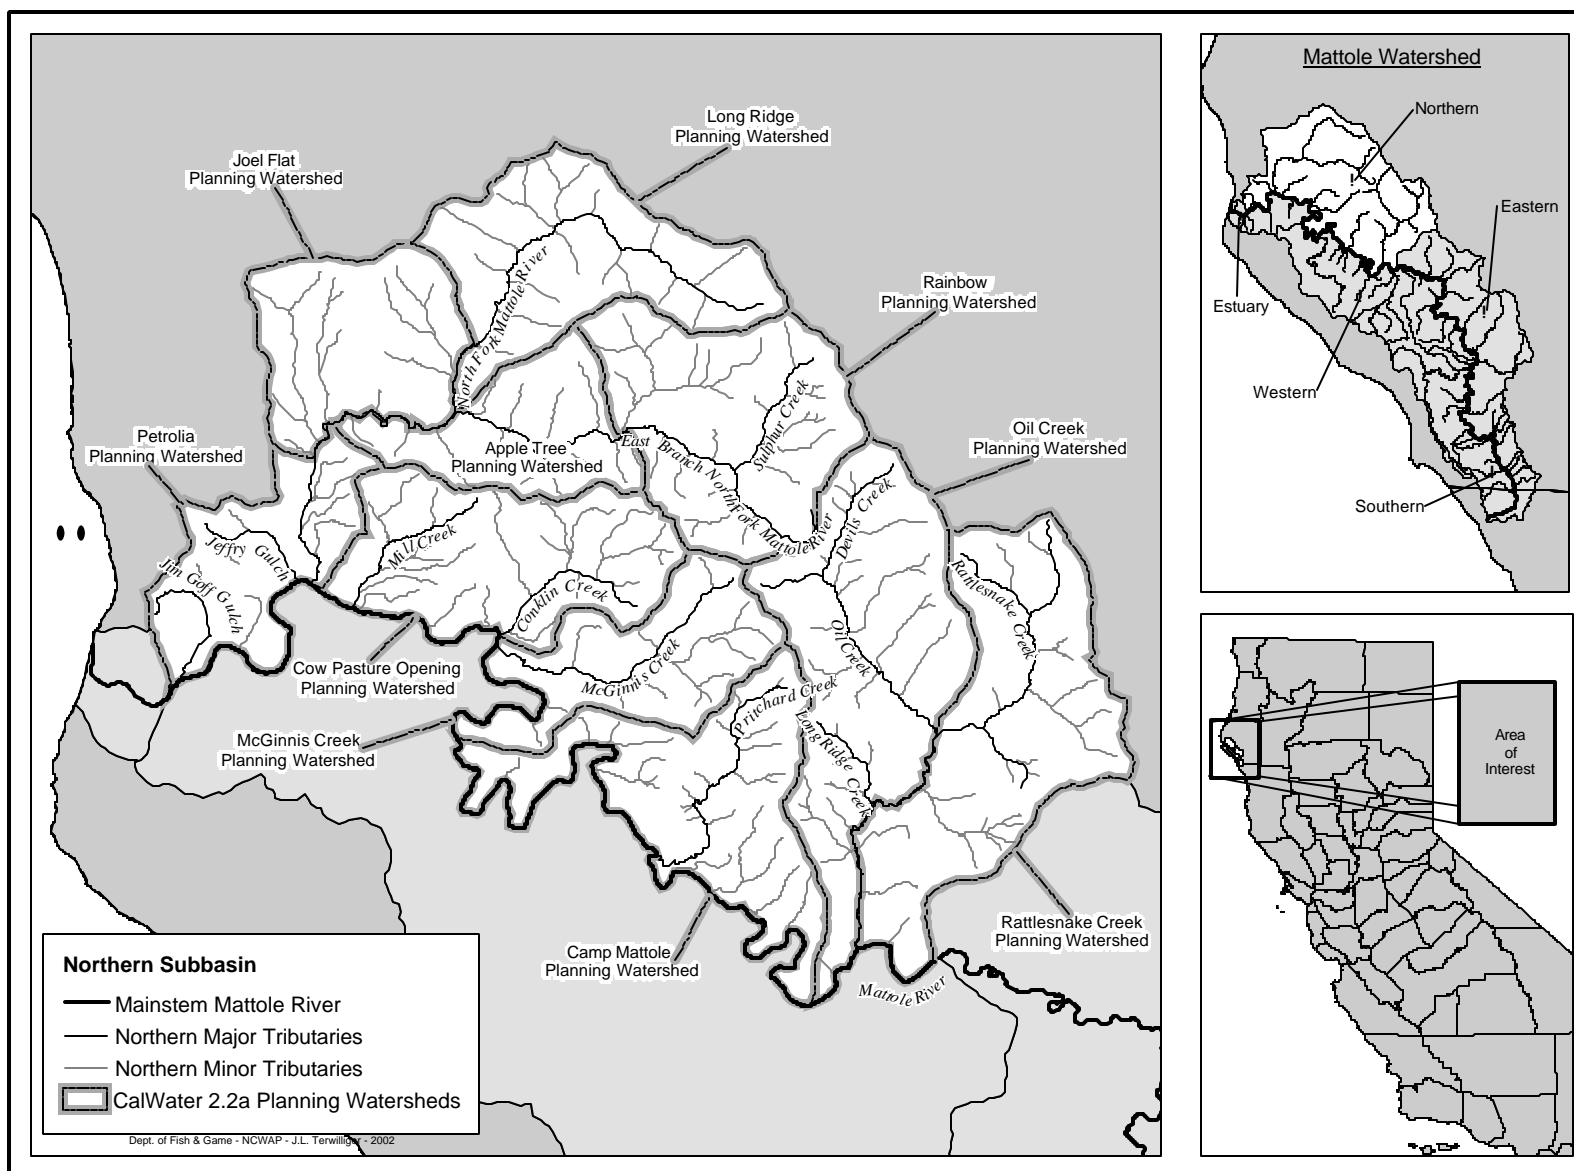 Long Ridge
Planning Watershed
Joel Flat
Planning Watershed
Rainbow
Planning Watershed
North Fork Mattole River
Sulphur Creek
Petrolia
Planning Watershed
Apple Tree
Planning Watershed
East Branch North Fork Mattole River
Oil Creek
Planning Watershed
Devils Creek
Jeffry Gulch
Jim Goff Gulch
Mill Creek
Conklin Creek
Rattlesnake Creek
Oil Creek
Cow Pasture Opening
Planning Watershed
McGinnis Creek
Pritchard Creek
Long Ridge Creek
McGinnis Creek
Planning Watershed
Camp Mattole
Planning Watershed
Rattlesnake Creek
Planning Watershed
Mattole River
Northern Subbasin
Mainstem Mattole River
Northern Major Tributaries
Northern Minor Tributaries
CalWater 2.2a Planning Watersheds
Dept. of Fish & Game - NCWAP - J.L. Terwilliger - 2002
Mattole Watershed
Northern
Eastern
Estuary
Western
Southern
Area
of
Interest